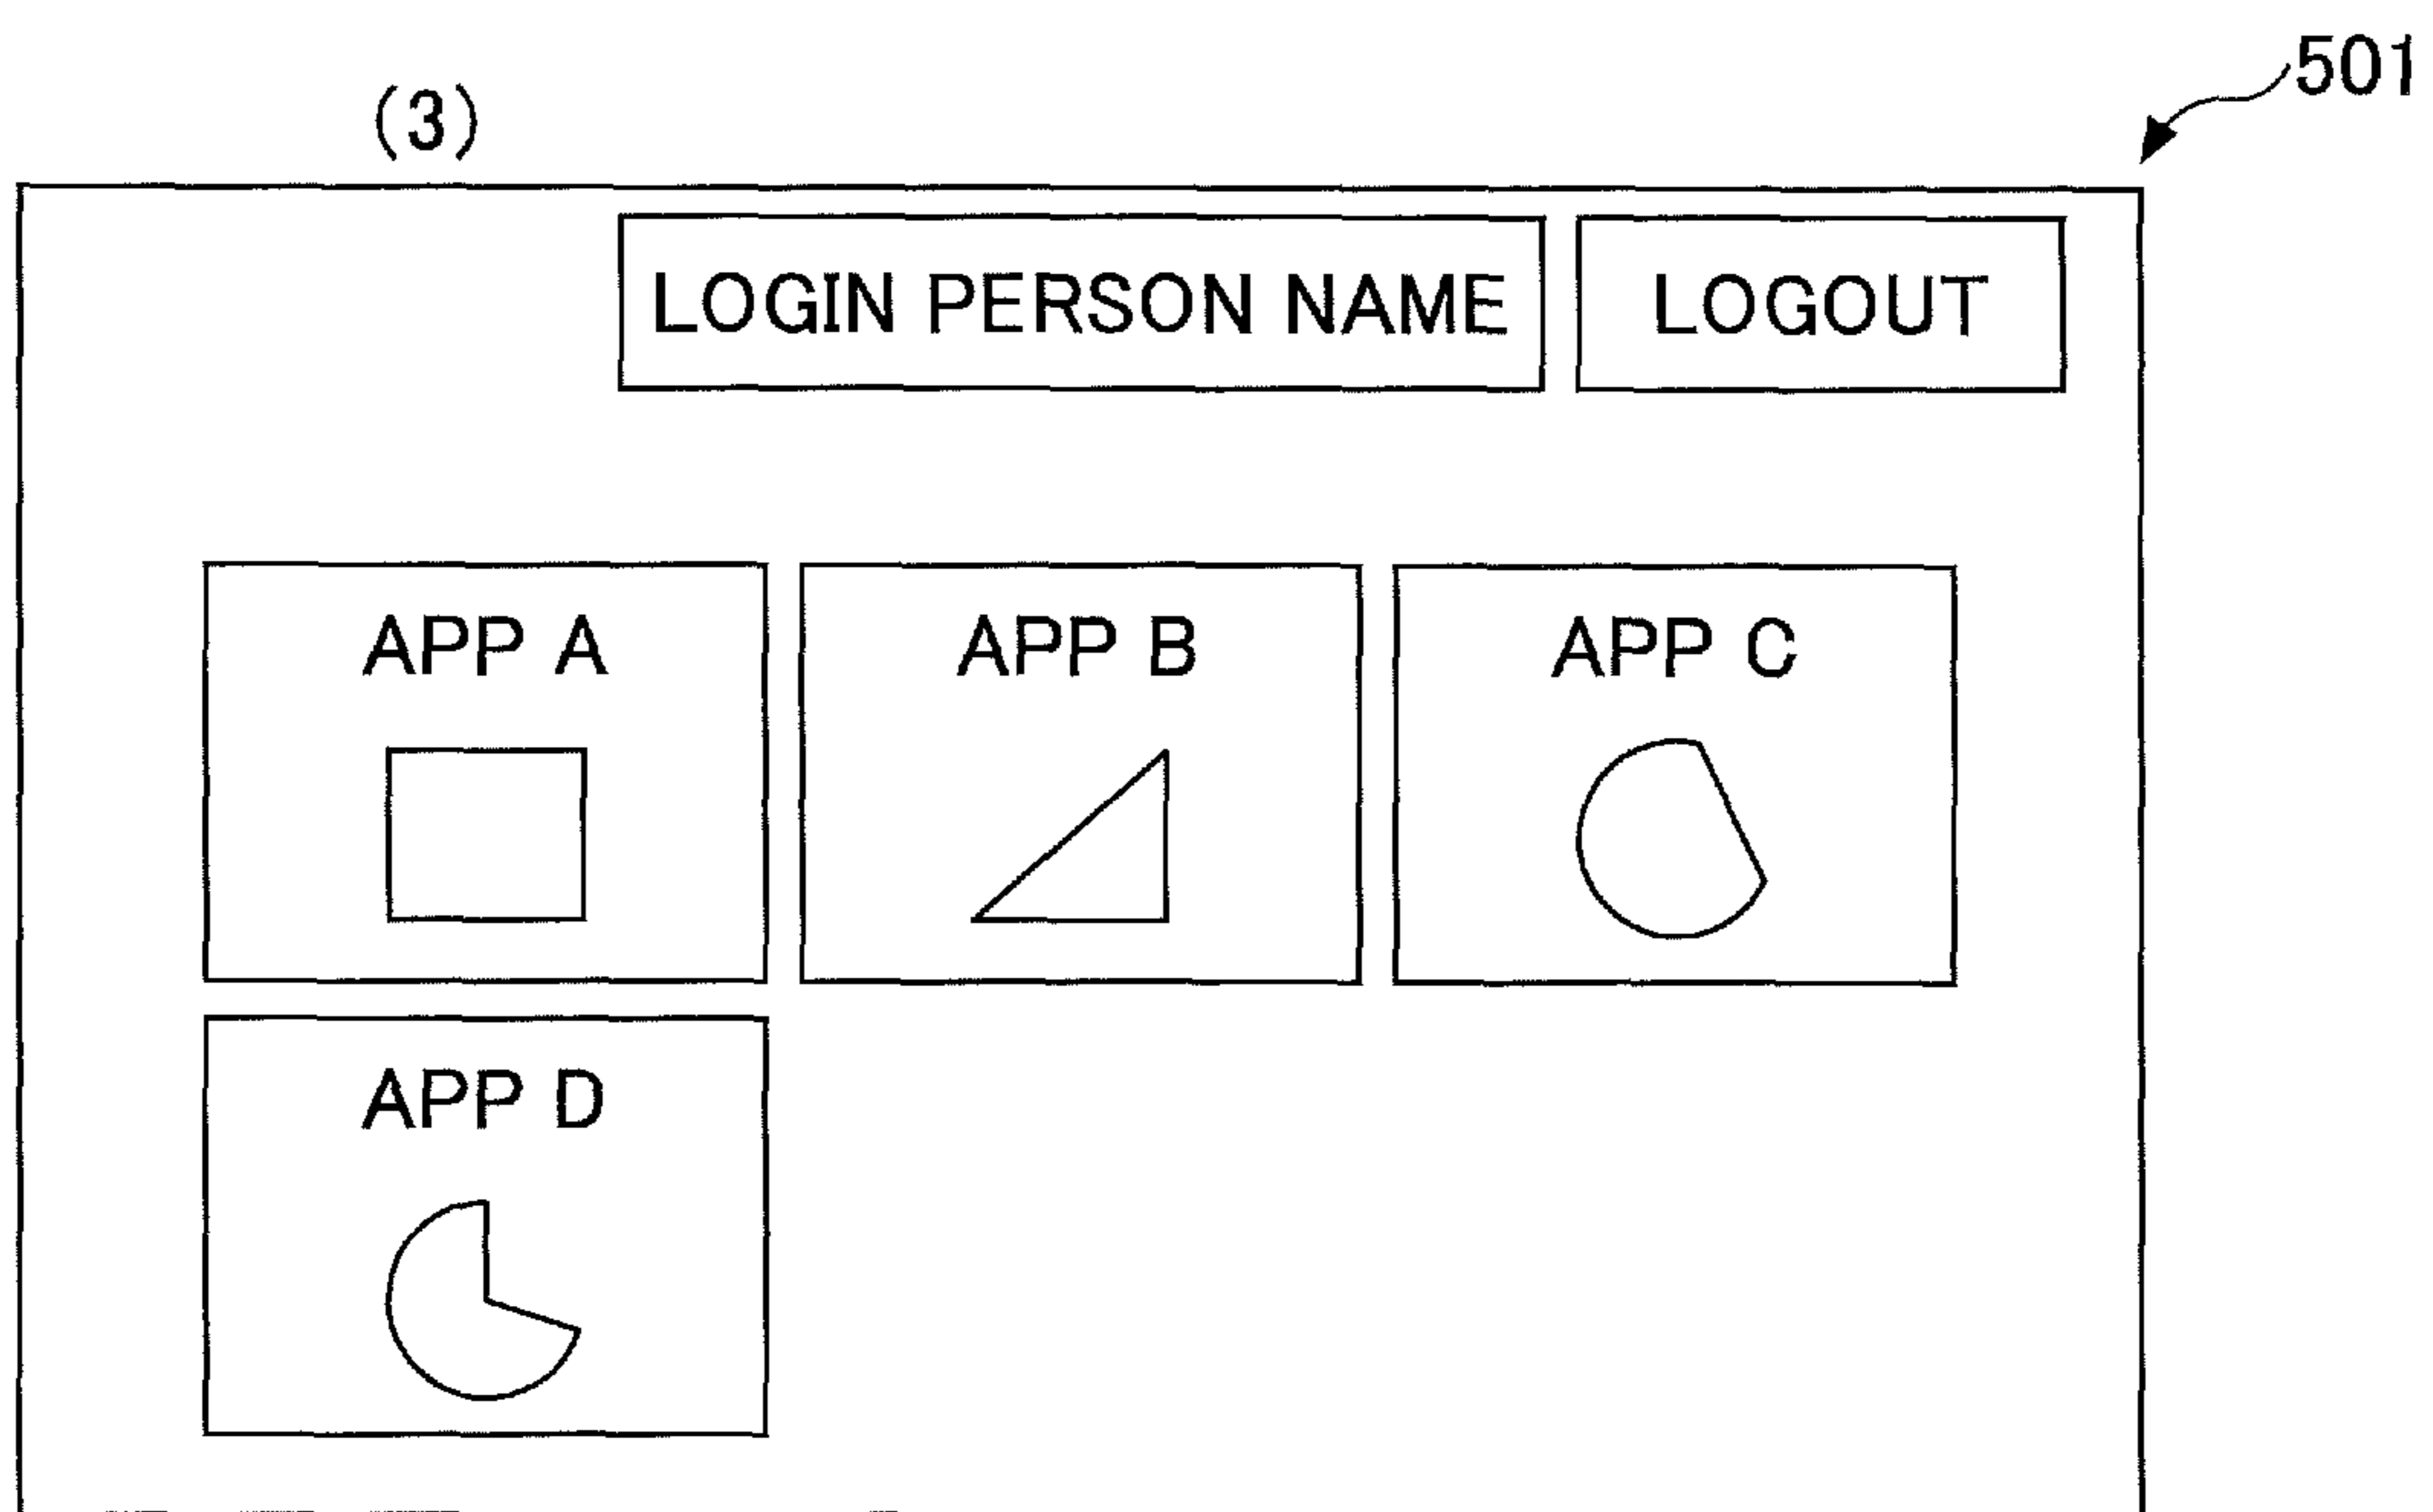 501
(3)
LOGIN PERSON NAME LOGOUT
APP A APP B APP C
APP D